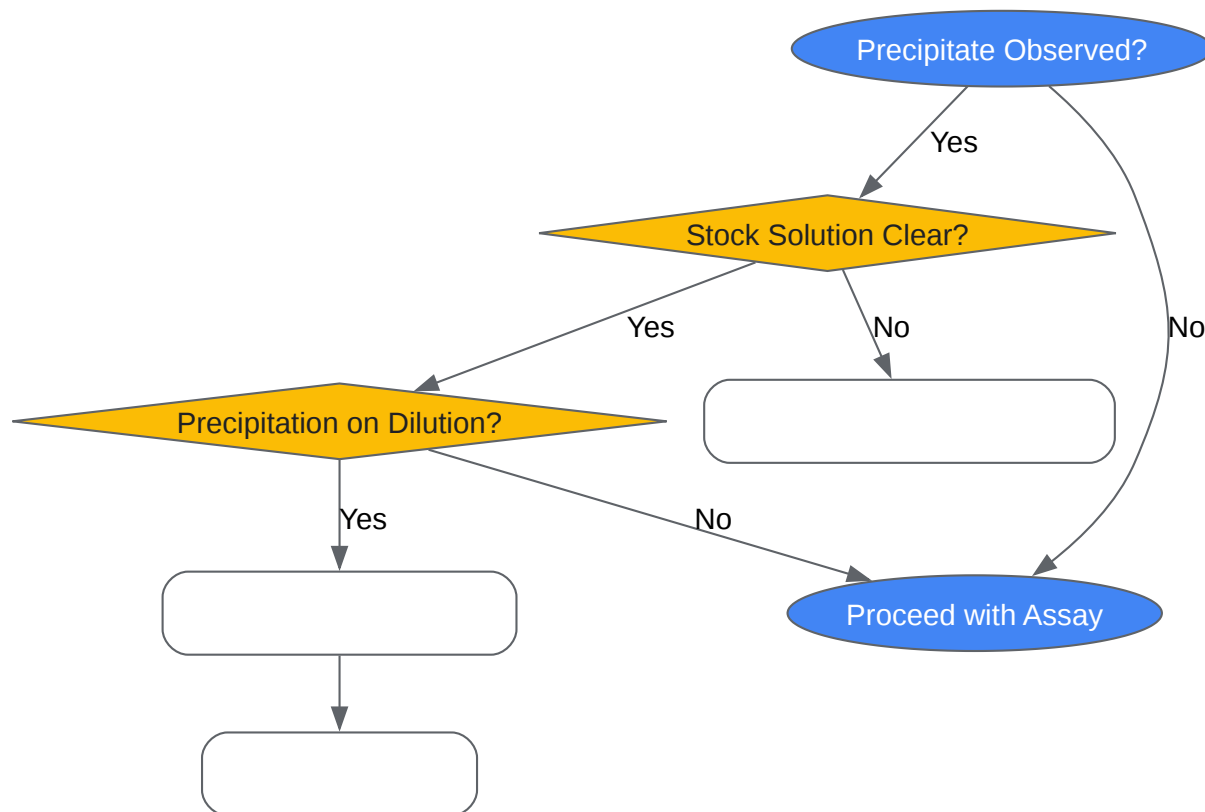 Precipitate Observed?
Yes
Stock Solution Clear?
Yes
No
No
Precipitation on Dilution?
Yes
No
Proceed with Assay